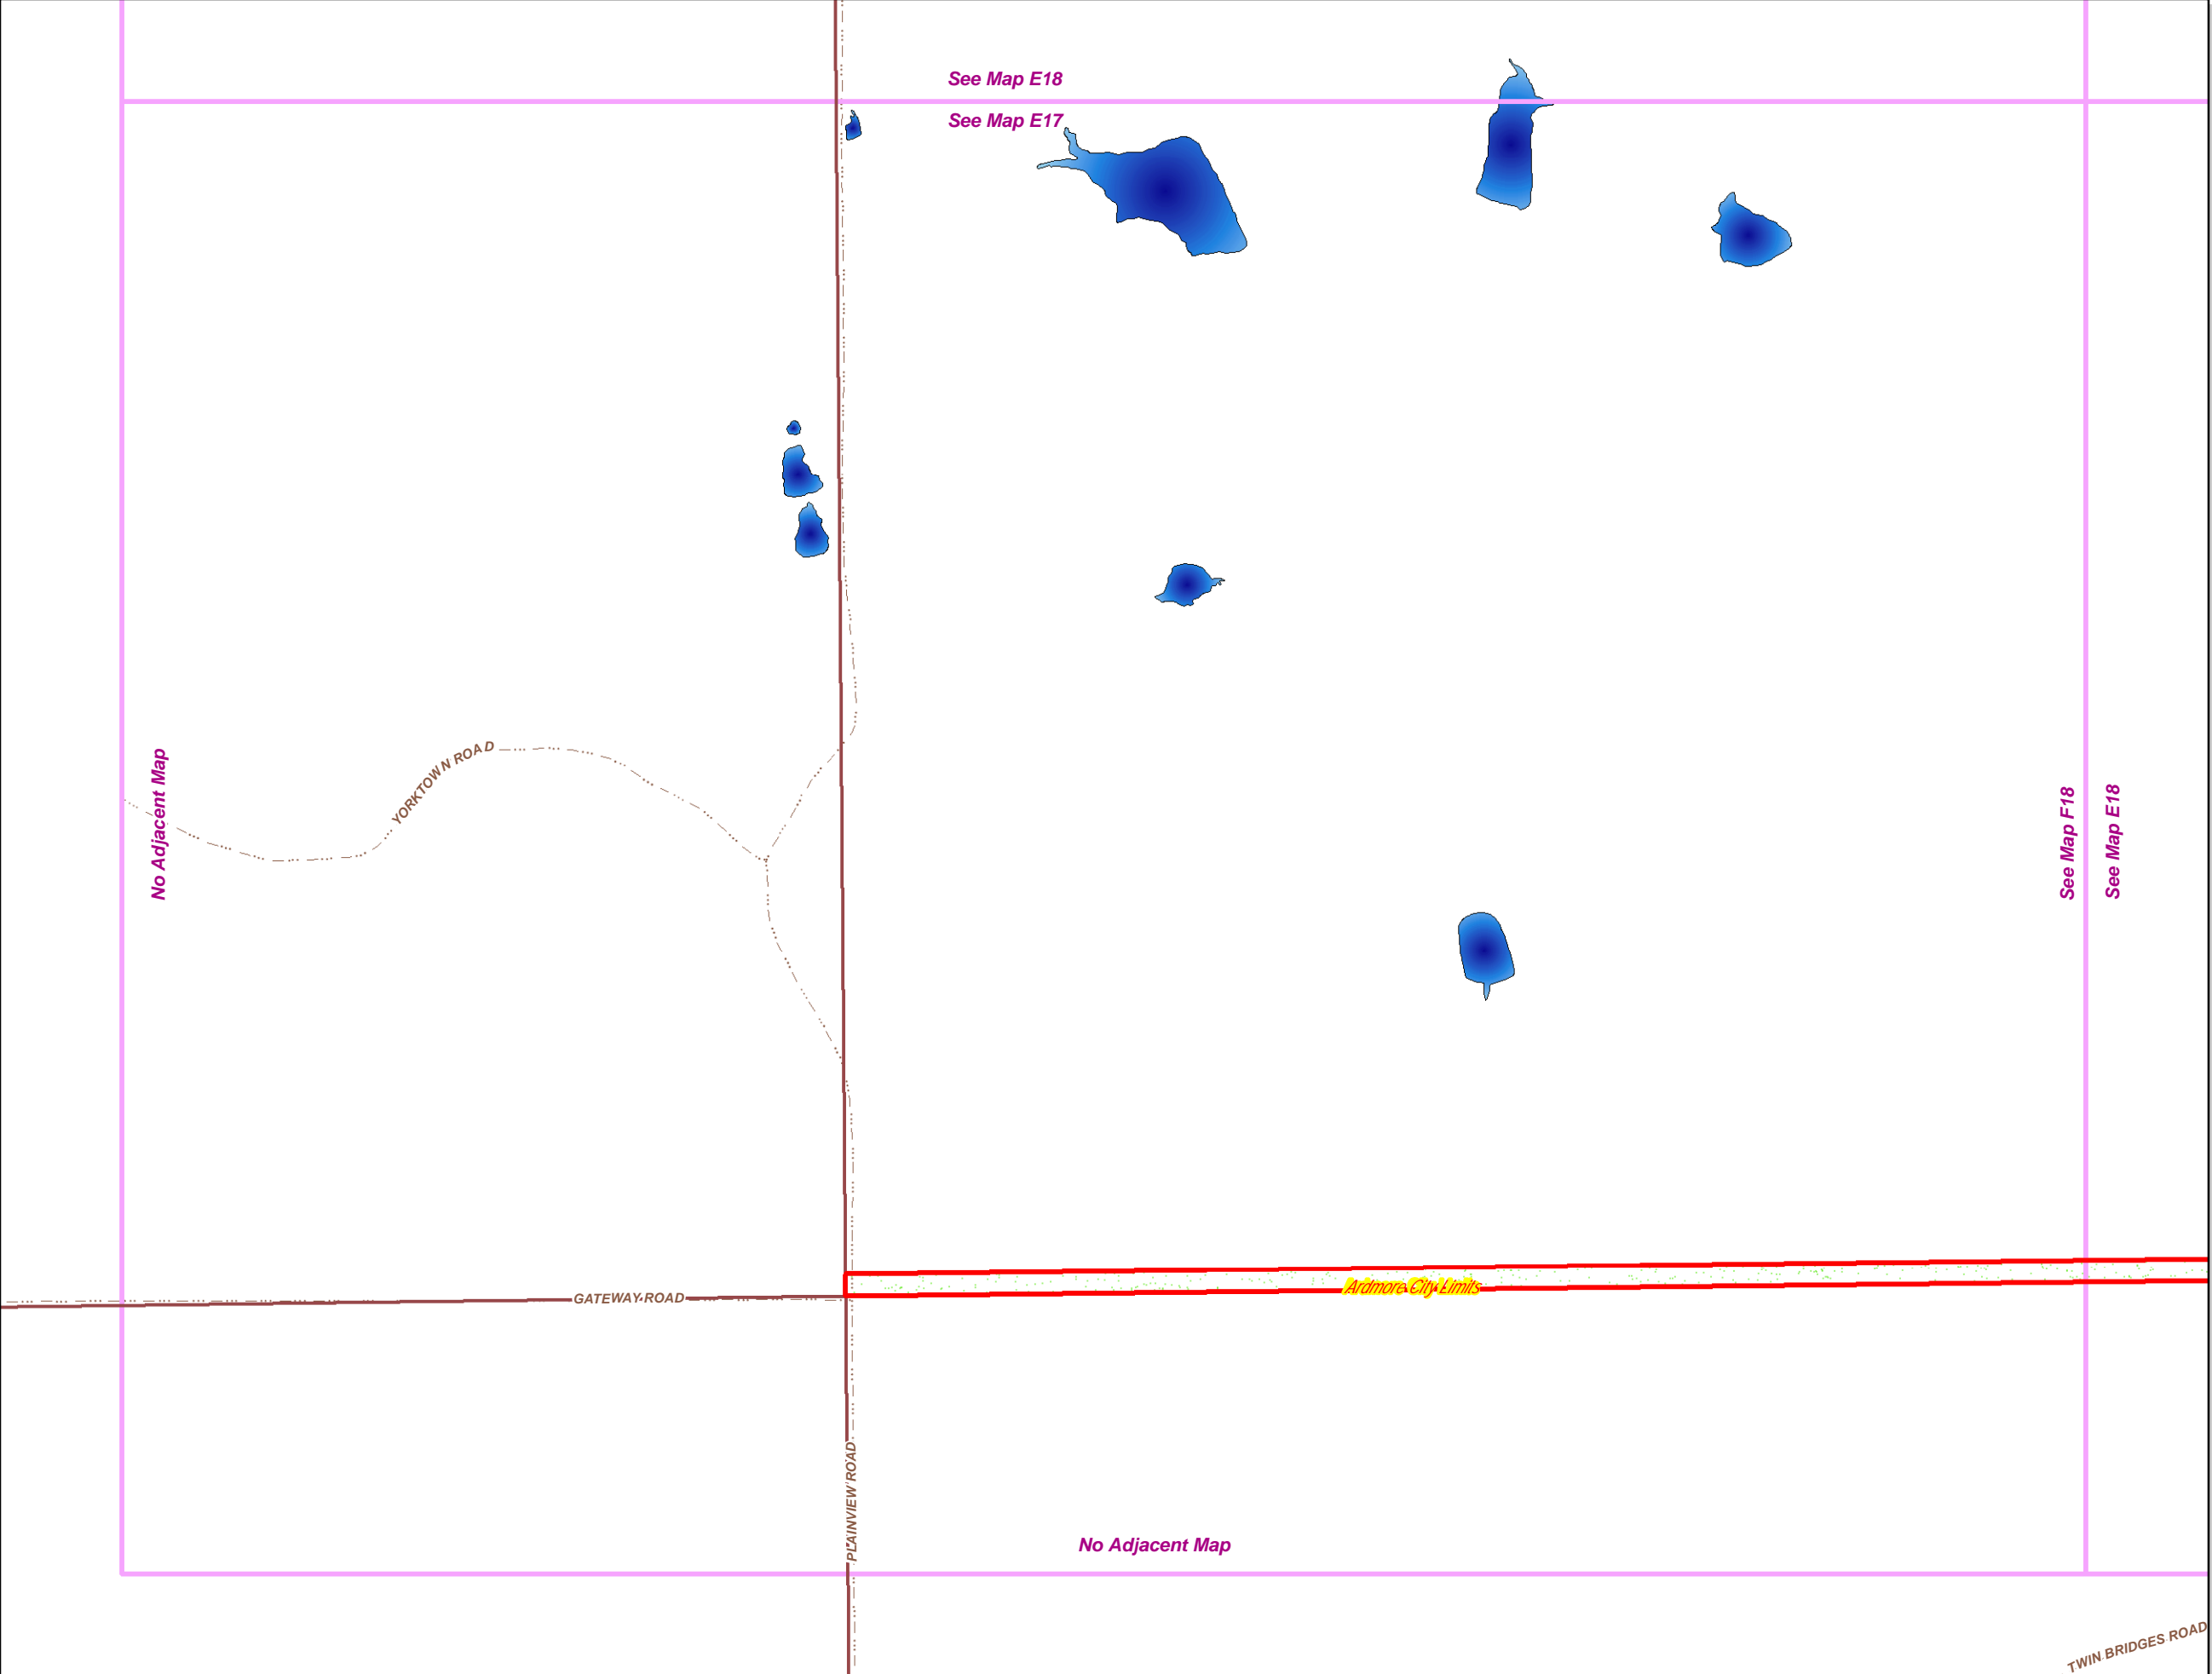 See Map E18
See Map E17
YORKTOWN ROAD
No Adjacent Map
See Map F18
See Map E18
Ardmore City Limits
GATEWAY ROAD
PLAINVIEW ROAD
No Adjacent Map
TWIN BRIDGES ROAD